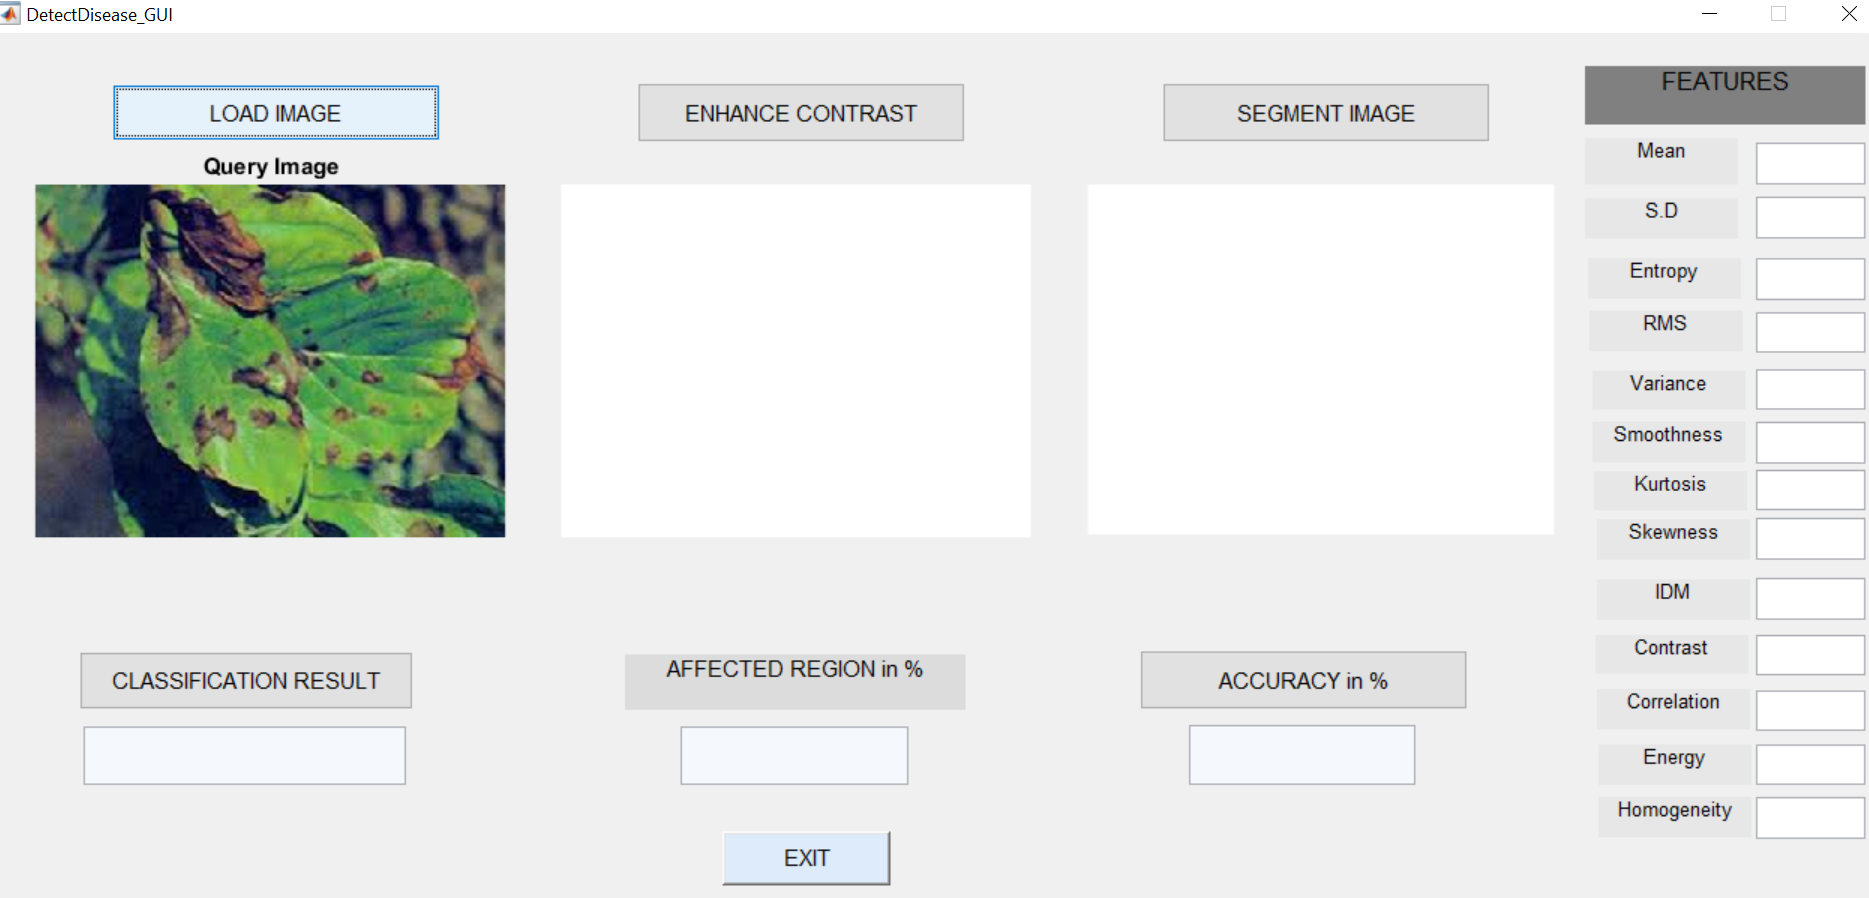 DetectDisease_GUI
LOAD IMAGE
ENHANCE CONTRAST
SEGMENT IMAGE
Query Image
FEATURES
Mean
S.D
Entropy
RMS
Variance
Smoothness
Kurtosis
Skewness
IDM
Contrast
Correlation
Energy
Homogeneity
CLASSIFICATION RESULT
AFFECTED REGION in %
ACCURACY in %
EXIT